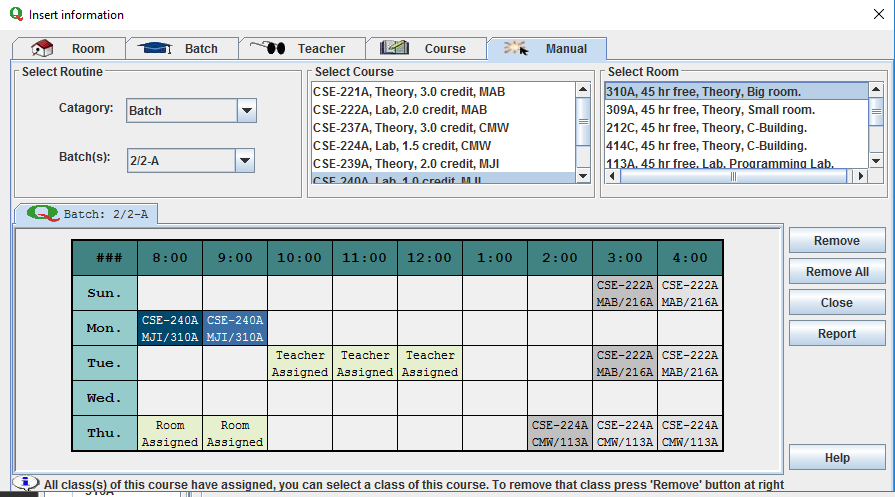 Insert information
Room Batch Teacher Course Manual
Select Routine
Catagory: Batch
Batch(s): 2/2-A
Select Course
CSE-221A, Theory, 3.0 credit, MAB
CSE-222A, Lab, 2.0 credit, MAB
CSE-237A, Theory, 3.0 credit, CMW
CSE-224A, Lab, 1.5 credit, CMW
CSE-239A, Theory, 2.0 credit, MJI
CSE-240A, Lab, 1.0 credit, MJI
Select Room
310A, 45 hr free, Theory, Big room.
309A, 45 hr free, Theory, Small room.
212C, 45 hr free, Theory, C-Building.
414C, 45 hr free, Theory, C-Building.
113A, 45 hr free, Lab, Programming Lab.
Batch: 2/2-A
### 8:00 9:00 10:00 11:00 12:00 1:00 2:00 3:00 4:00
Sun. CSE-222A CSE-222A
MAB/216A MAB/216A
Mon. CSE-240A CSE-240A
MJI/310A MJI/310A
Tue. Teacher Teacher Teacher CSE-222A CSE-222A
Assigned Assigned Assigned MAB/216A MAB/216A
Wed.
Thu. Room Room CSE-224A CSE-224A CSE-224A
Assigned Assigned CMW/113A CMW/113A CMW/113A
Remove
Remove All
Close
Report
Help
All class(s) of this course have assigned, you can select a class of this course. To remove that class press 'Remove' button at right
310A